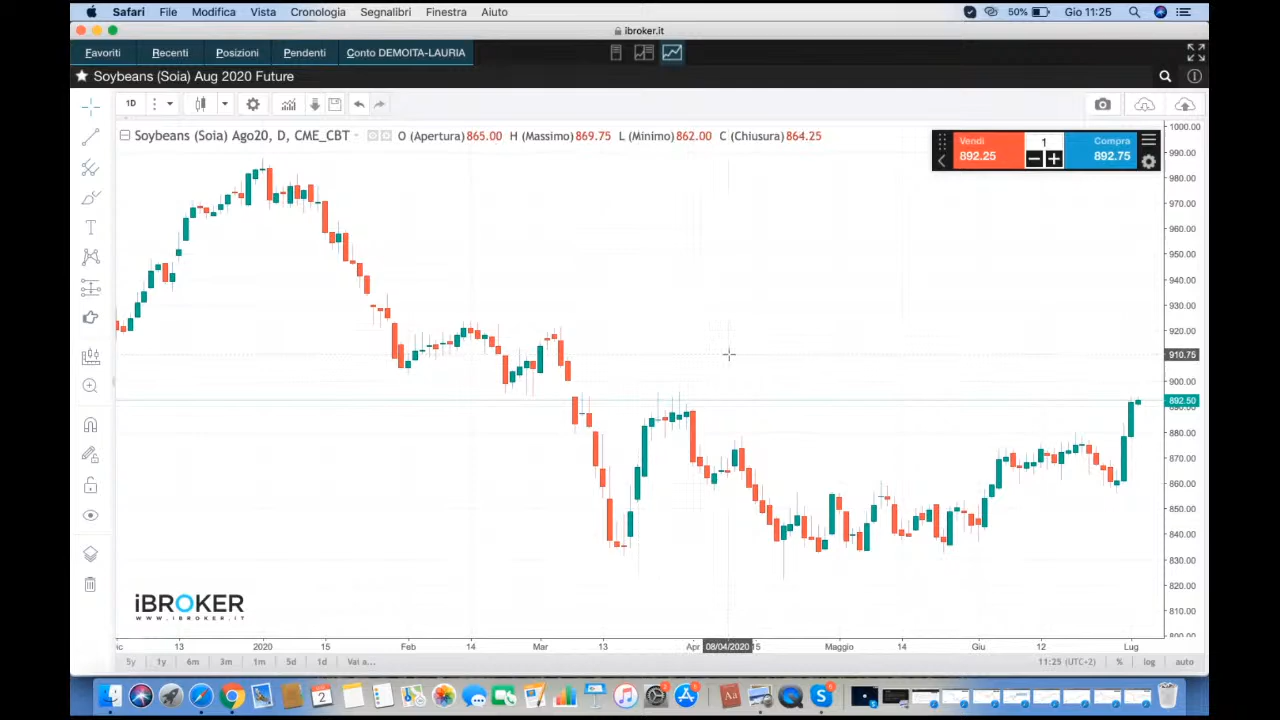 Safari File Modifica Vista Cronologia Segnalibri Finestra Aiuto 50% Gio 11:25
ibroker.it
Favoriti Recenti Posizioni Pendenti Conto DEMOITA-LAURIA
Soybeans (Soia) Aug 2020 Future
1D
Soybeans (Soia) Ago20, D, CME_CBT O (Apertura)865.00 H (Massimo)869.75 L (Minimo)862.00 C (Chiusura)864.25
Vendi 1 Compra
892.25 892.75
1000.00
990.00
980.00
970.00
960.00
950.00
940.00
930.00
920.00
910.75
900.00
892.50
890.00
880.00
870.00
860.00
850.00
840.00
830.00
820.00
810.00
800.00
iBROKER
WWW.IBROKER.IT
13 2020 15 Feb 14 Mar 13 Apr 08/04/2020 15 Maggio 14 Giu 12 Lug
5y 1y 6m 3m 1m 5d 1d Vai a... 11:25 (UTC+2) % log auto